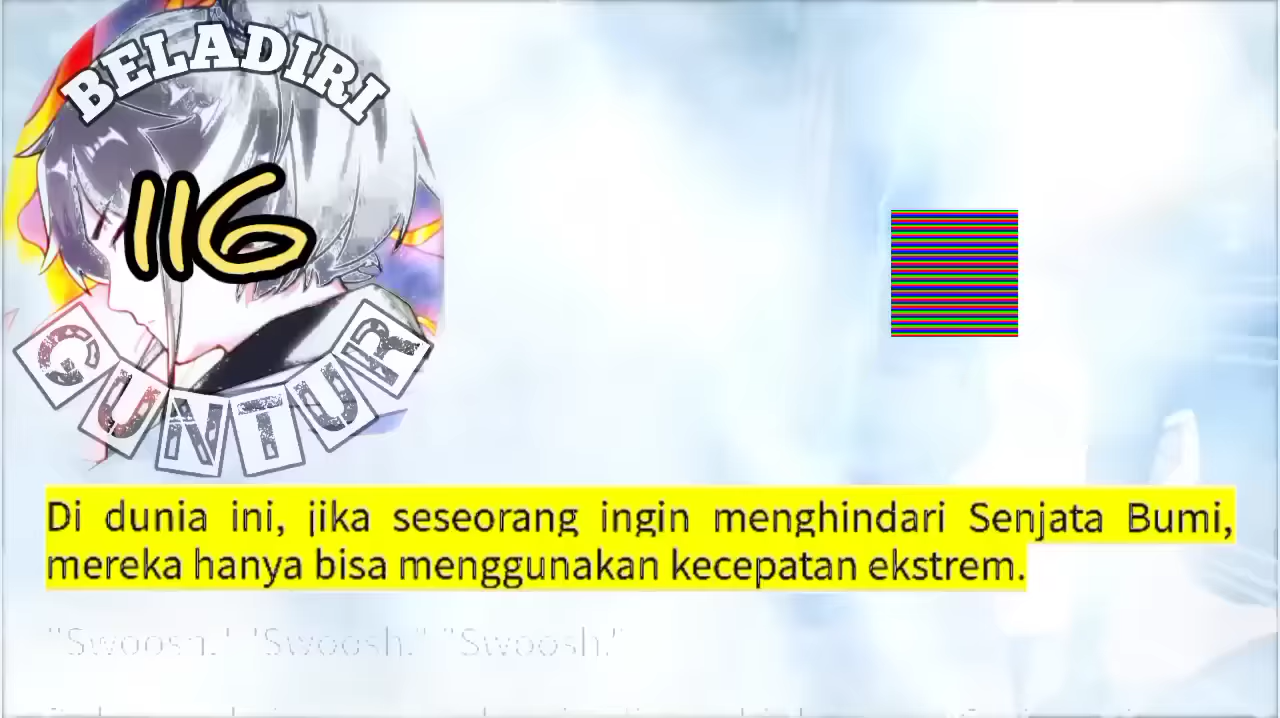 BELADIRI
116
GUNTUR
Di dunia ini, jika seseorang ingin menghindari Senjata Bumi,
mereka hanya bisa menggunakan kecepatan ekstrem.
"Swoosh." "Swoosh." "Swoosh."